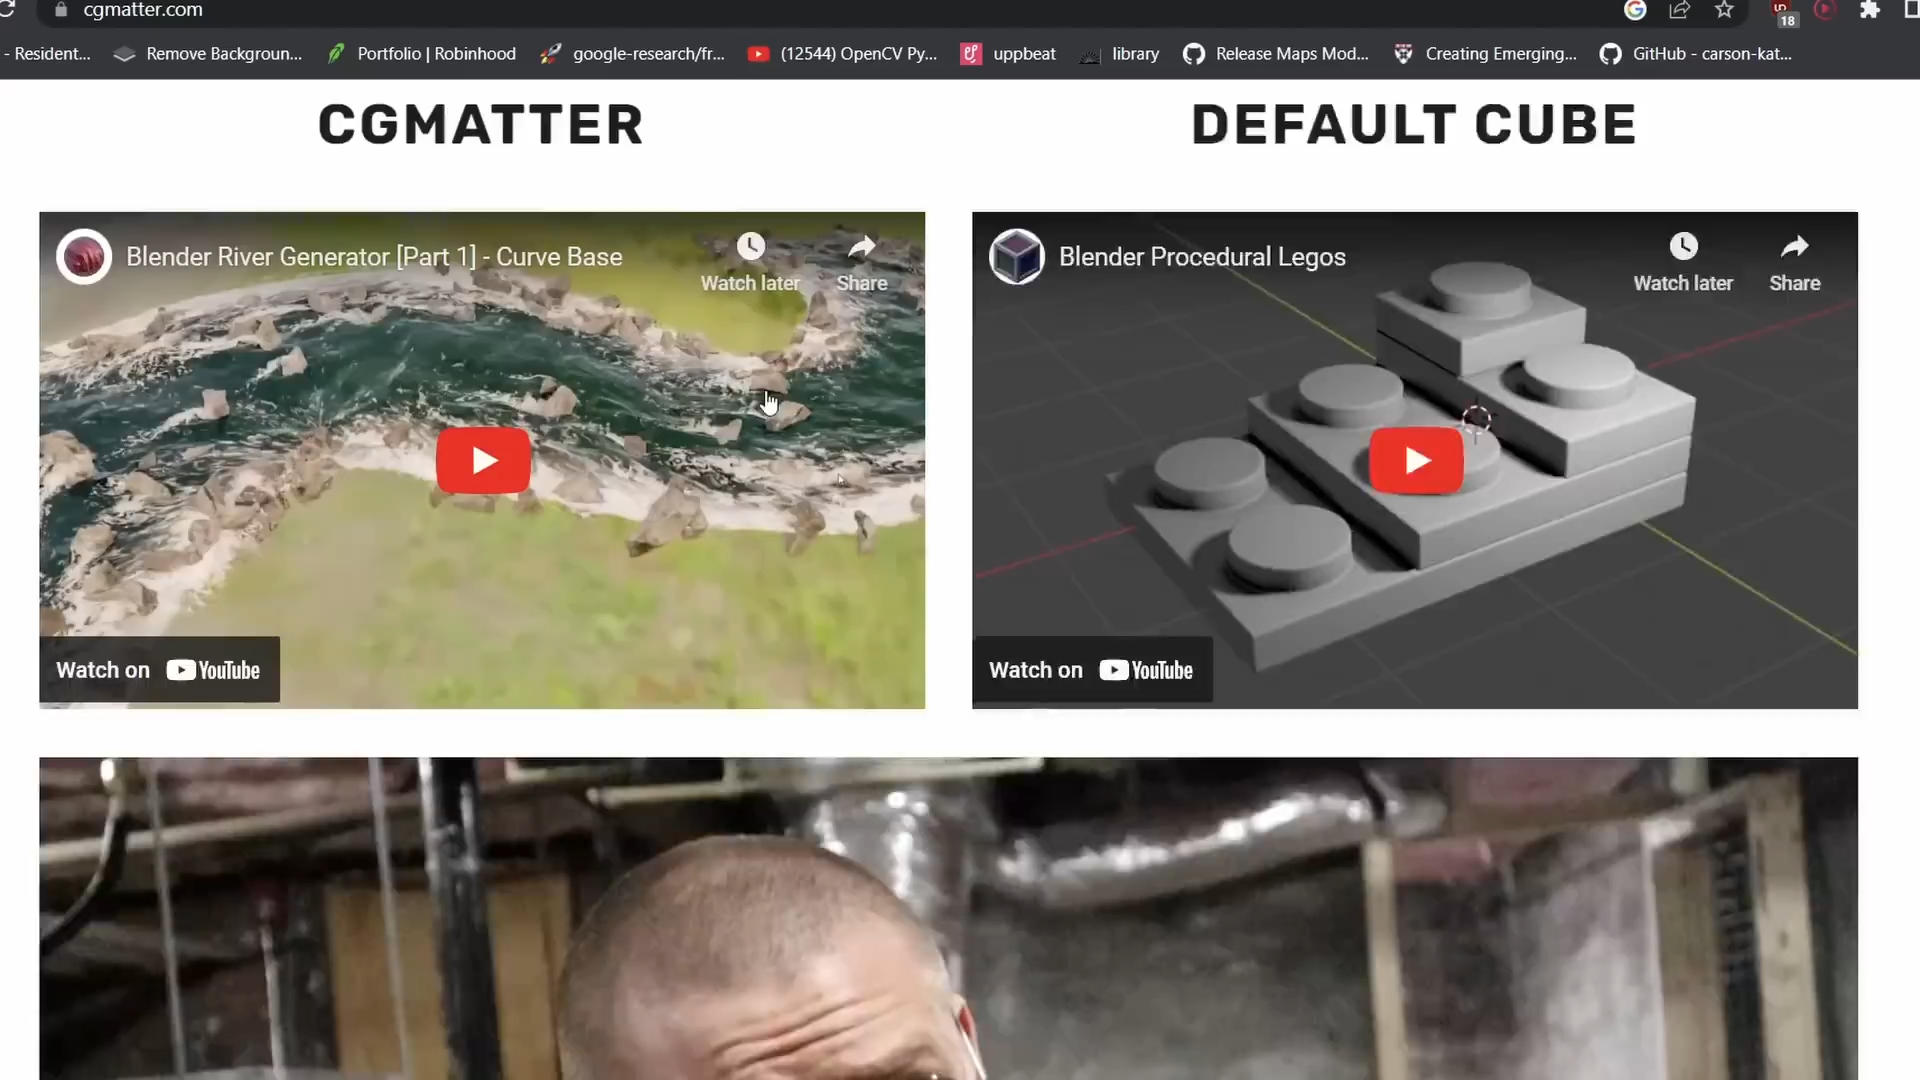 cgmatter.com
18
- Resident...
Remove Backgroun...
Portfolio | Robinhood
google-research/fr...
(12544) OpenCV Py...
uppbeat
library
Release Maps Mod...
Creating Emerging...
GitHub - carson-kat...
CGMATTER
DEFAULT CUBE
Blender River Generator [Part 1] - Curve Base
Watch later
Share
Blender Procedural Legos
Watch later
Share
Watch on YouTube
Watch on YouTube